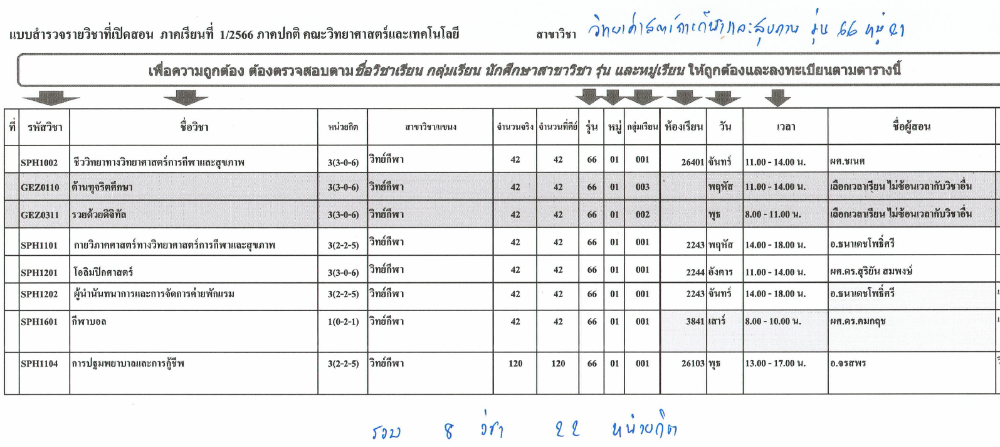 แบบสำรวจรายวิชาที่เปิดสอน ภาคเรียนที่ 1/2566 ภาคปกติ คณะวิทยาศาสตร์และเทคโนโลยี สาขาวิชา วิทยาศาสตร์การกีฬาและสุขภาพ รุ่น 66 หมู่ 01
เพื่อความถูกต้อง ต้องตรวจสอบตามชื่อวิชาเรียน กลุ่มเรียน นักศึกษาสาขาวิชา รุ่น และหมู่เรียน ให้ถูกต้องและลงทะเบียนตามตารางนี้
ที่ รหัสวิชา ชื่อวิชา หน่วยกิต สาขาวิชา/แขนง จำนวนจริง จำนวนที่คีย์ รุ่น หมู่ กลุ่มเรียน ห้องเรียน วัน เวลา ชื่อผู้สอน
SPH1002 ชีววิทยาทางวิทยาศาสตร์การกีฬาและสุขภาพ 3(3-0-6) วิทย์กีฬา 42 42 66 01 001 26401 จันทร์ 11.00 - 14.00 น. ผศ.ชเนศ
GEZ0110 ต้านทุจริตศึกษา 3(3-0-6) วิทย์กีฬา 42 42 66 01 003 พฤหัส 11.00 - 14.00 น. เลือกเวลาเรียน ไม่ซ้อนเวลากับวิชาอื่น
GEZ0311 รวยด้วยดิจิทัล 3(3-0-6) วิทย์กีฬา 42 42 66 01 002 พุธ 8.00 - 11.00 น. เลือกเวลาเรียน ไม่ซ้อนเวลากับวิชาอื่น
SPH1101 กายวิภาคศาสตร์ทางวิทยาศาสตร์การกีฬาและสุขภาพ 3(2-2-5) วิทย์กีฬา 42 42 66 01 001 2243 พฤหัส 14.00 - 18.00 น. อ.ธนาเดชโพธิ์ศรี
SPH1201 โอลิมปิกศาสตร์ 3(3-0-6) วิทย์กีฬา 42 42 66 01 001 2244 อังคาร 11.00 - 14.00 น. ผศ.ดร.สุริยัน สมพงษ์
SPH1202 ผู้นำนันทนาการและการจัดการค่ายพักแรม 3(2-2-5) วิทย์กีฬา 42 42 66 01 001 2243 จันทร์ 14.00 - 18.00 น. อ.ธนาเดชโพธิ์ศรี
SPH1601 กีฬาบอล 1(0-2-1) วิทย์กีฬา 42 42 66 01 001 3841 เสาร์ 8.00 - 10.00 น. ผศ.ดร.คมกฤช
SPH1104 การปฐมพยาบาลและการกู้ชีพ 3(2-2-5) วิทย์กีฬา 120 120 66 01 001 26103 พุธ 13.00 - 17.00 น. อ.จรสพร
รวม 8 วิชา 22 หน่วยกิต